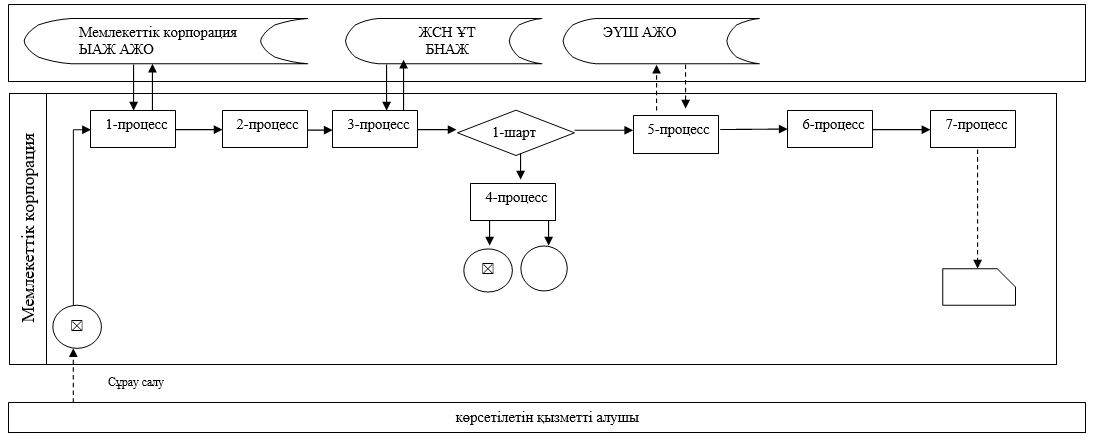 Мемлекеттік корпорация
ЫАЖ АЖО
ЖСН ҰТ
БНАЖ
ЭҮШ АЖО
Мемлекеттік корпорация
1-процесс
2-процесс
3-процесс
1-шарт
5-процесс
6-процесс
7-процесс
4-процесс
Сұрау салу
көрсетілетін қызметті алушы